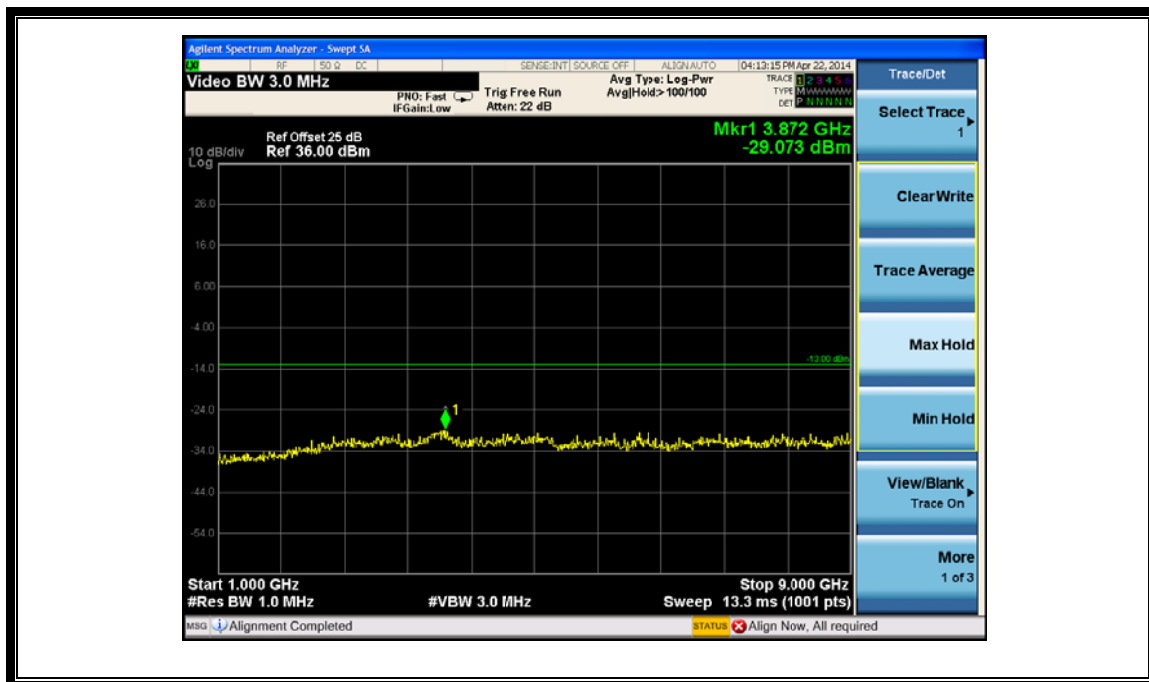 Agilent Spectrum Analyzer - Swept SA
LXI RF 50 Ω DC SENSE:INT SOURCE OFF ALIGN AUTO 04:13:15 PM Apr 22, 2014
Video BW 3.0 MHz
PNO: Fast
IFGain:Low
Trig: Free Run
Atten: 22 dB
Avg Type: Log-Pwr
Avg|Hold:> 100/100
TRACE 1 2 3 4 5 6
TYPE M
DET P N N N N N
Mkr1 3.872 GHz
-29.073 dBm
Ref Offset 25 dB
10 dB/div Ref 36.00 dBm
Log
26.0
16.0
6.00
-4.00
-13.00 dBm
-14.0
-24.0
1
-34.0
-44.0
-54.0
Start 1.000 GHz Stop 9.000 GHz
#Res BW 1.0 MHz #VBW 3.0 MHz Sweep 13.3 ms (1001 pts)
MSG Alignment Completed STATUS Align Now, All required
Trace/Det
Select Trace
1
Clear Write
Trace Average
Max Hold
Min Hold
View/Blank
Trace On
More
1 of 3